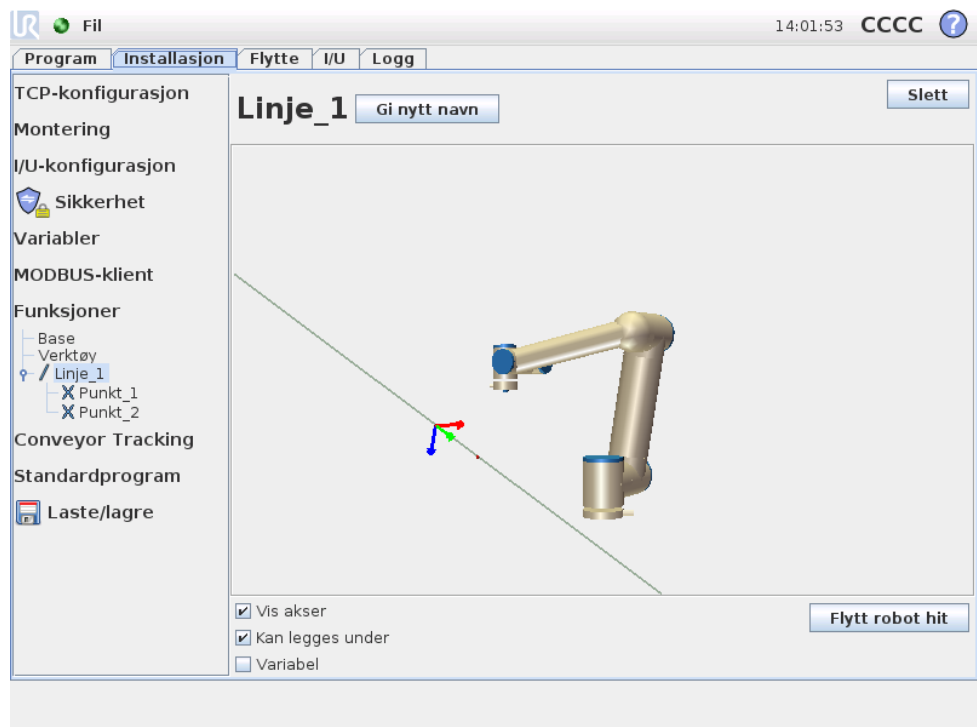 UR Fil 14:01:53 CCCC ?
Program Installasjon Flytte I/U Logg
TCP-konfigurasjon
Montering
I/U-konfigurasjon
Sikkerhet
Variabler
MODBUS-klient
Funksjoner
Base
Verktøy
Linje_1
Punkt_1
Punkt_2
Conveyor Tracking
Standardprogram
Laste/lagre
Linje_1 Gi nytt navn Slett
Vis akser
Kan legges under
Variabel
Flytt robot hit